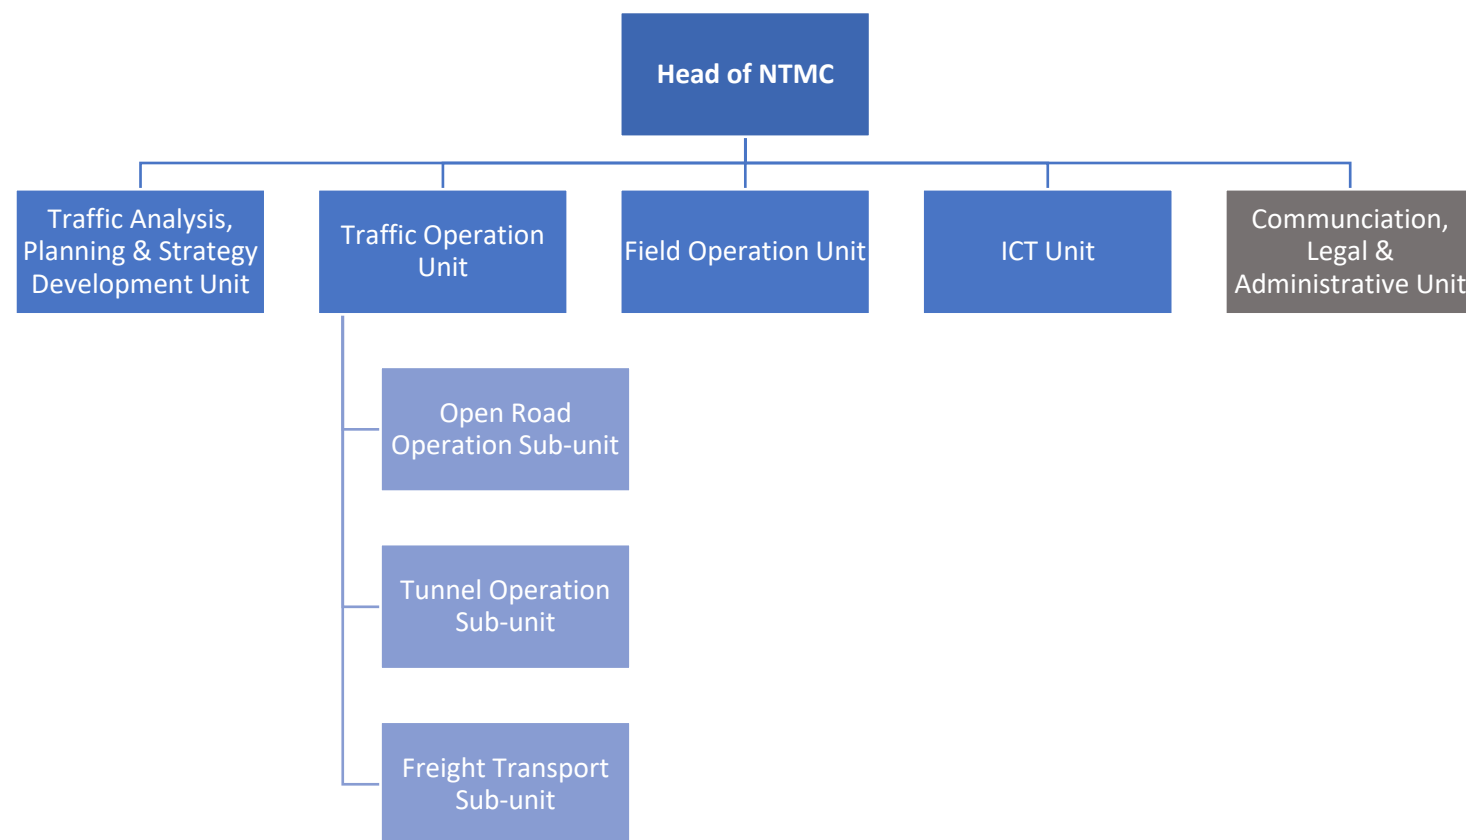 Head of NTMC
Traffic Analysis,
Planning & Strategy
Development Unit
Traffic Operation
Unit
Field Operation Unit
ICT Unit
Communciation,
Legal &
Administrative Unit
Open Road
Operation Sub-unit
Tunnel Operation
Sub-unit
Freight Transport
Sub-unit